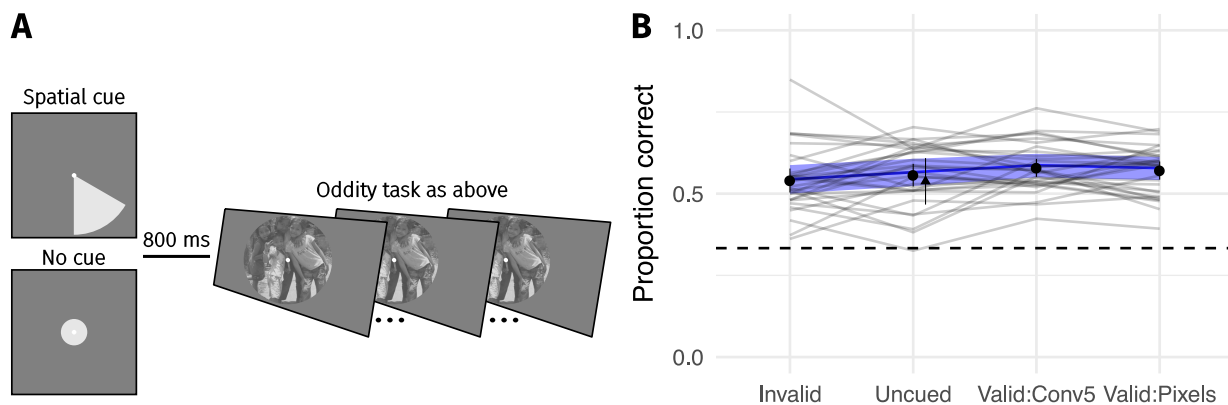 A
Spatial cue
No cue
800 ms
Oddity task as above
...
...
B
Proportion correct
1.0
0.5
0.0
Invalid
Uncued
Valid:Conv5
Valid:Pixels